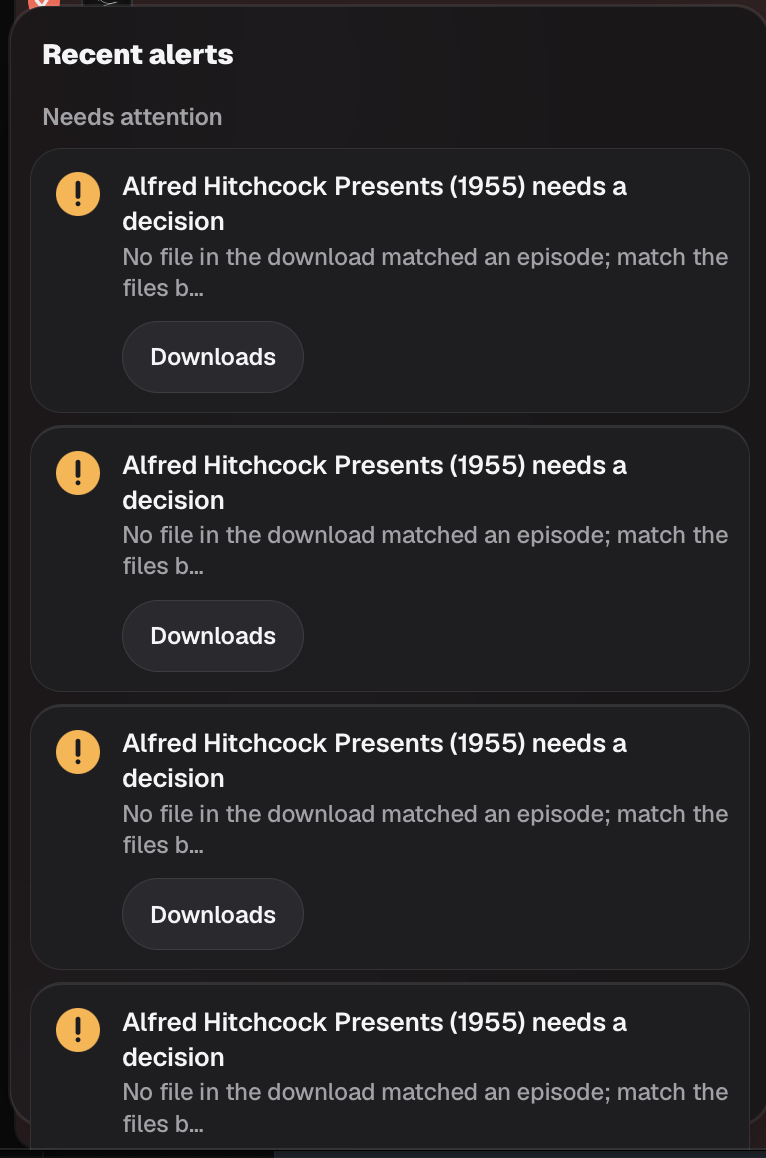 Recent alerts
Needs attention
Alfred Hitchcock Presents (1955) needs a
decision
No file in the download matched an episode; match the
files b...
Downloads
Alfred Hitchcock Presents (1955) needs a
decision
No file in the download matched an episode; match the
files b...
Downloads
Alfred Hitchcock Presents (1955) needs a
decision
No file in the download matched an episode; match the
files b...
Downloads
Alfred Hitchcock Presents (1955) needs a
decision
No file in the download matched an episode; match the
files b...